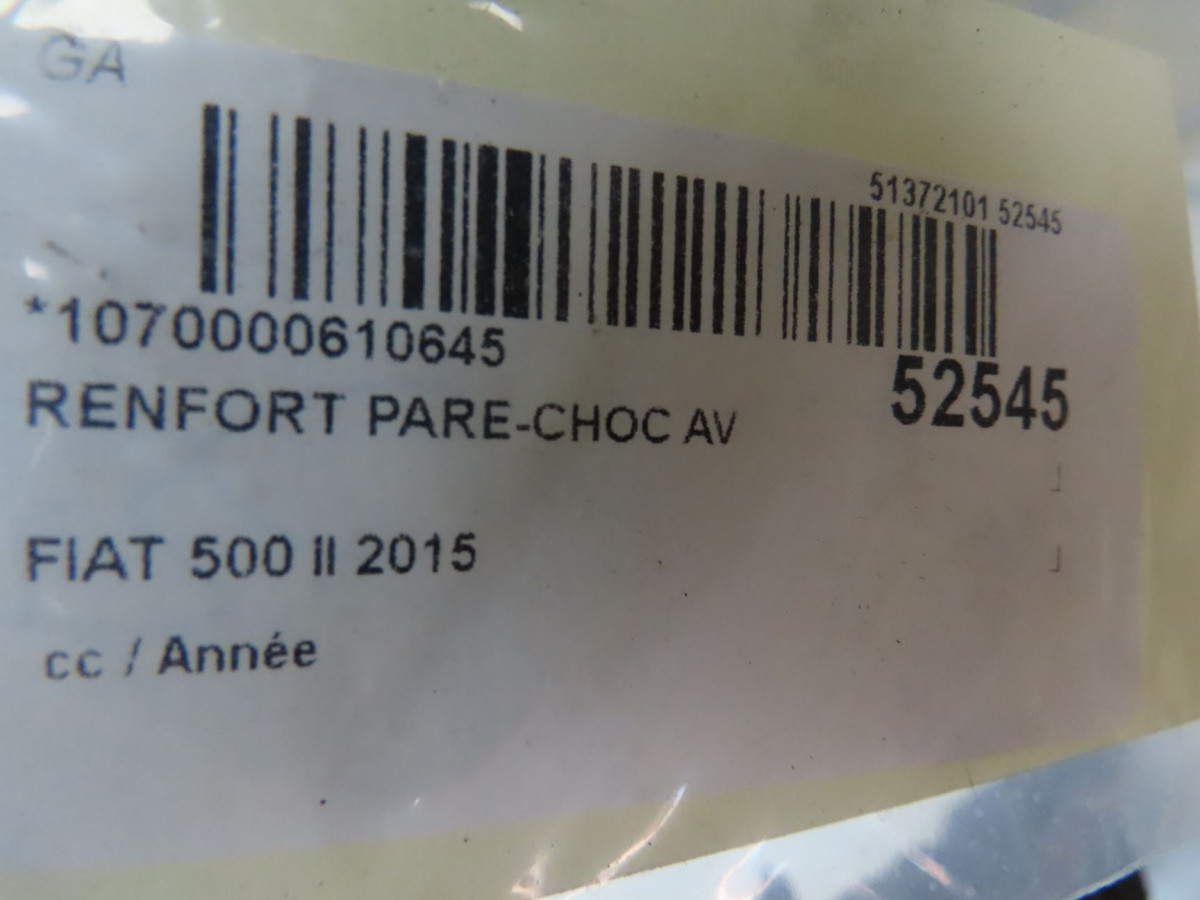 GA
51372101 52545
*1070000610645
52545
RENFORT PARE-CHOC AV
FIAT 500 II 2015
cc / Année